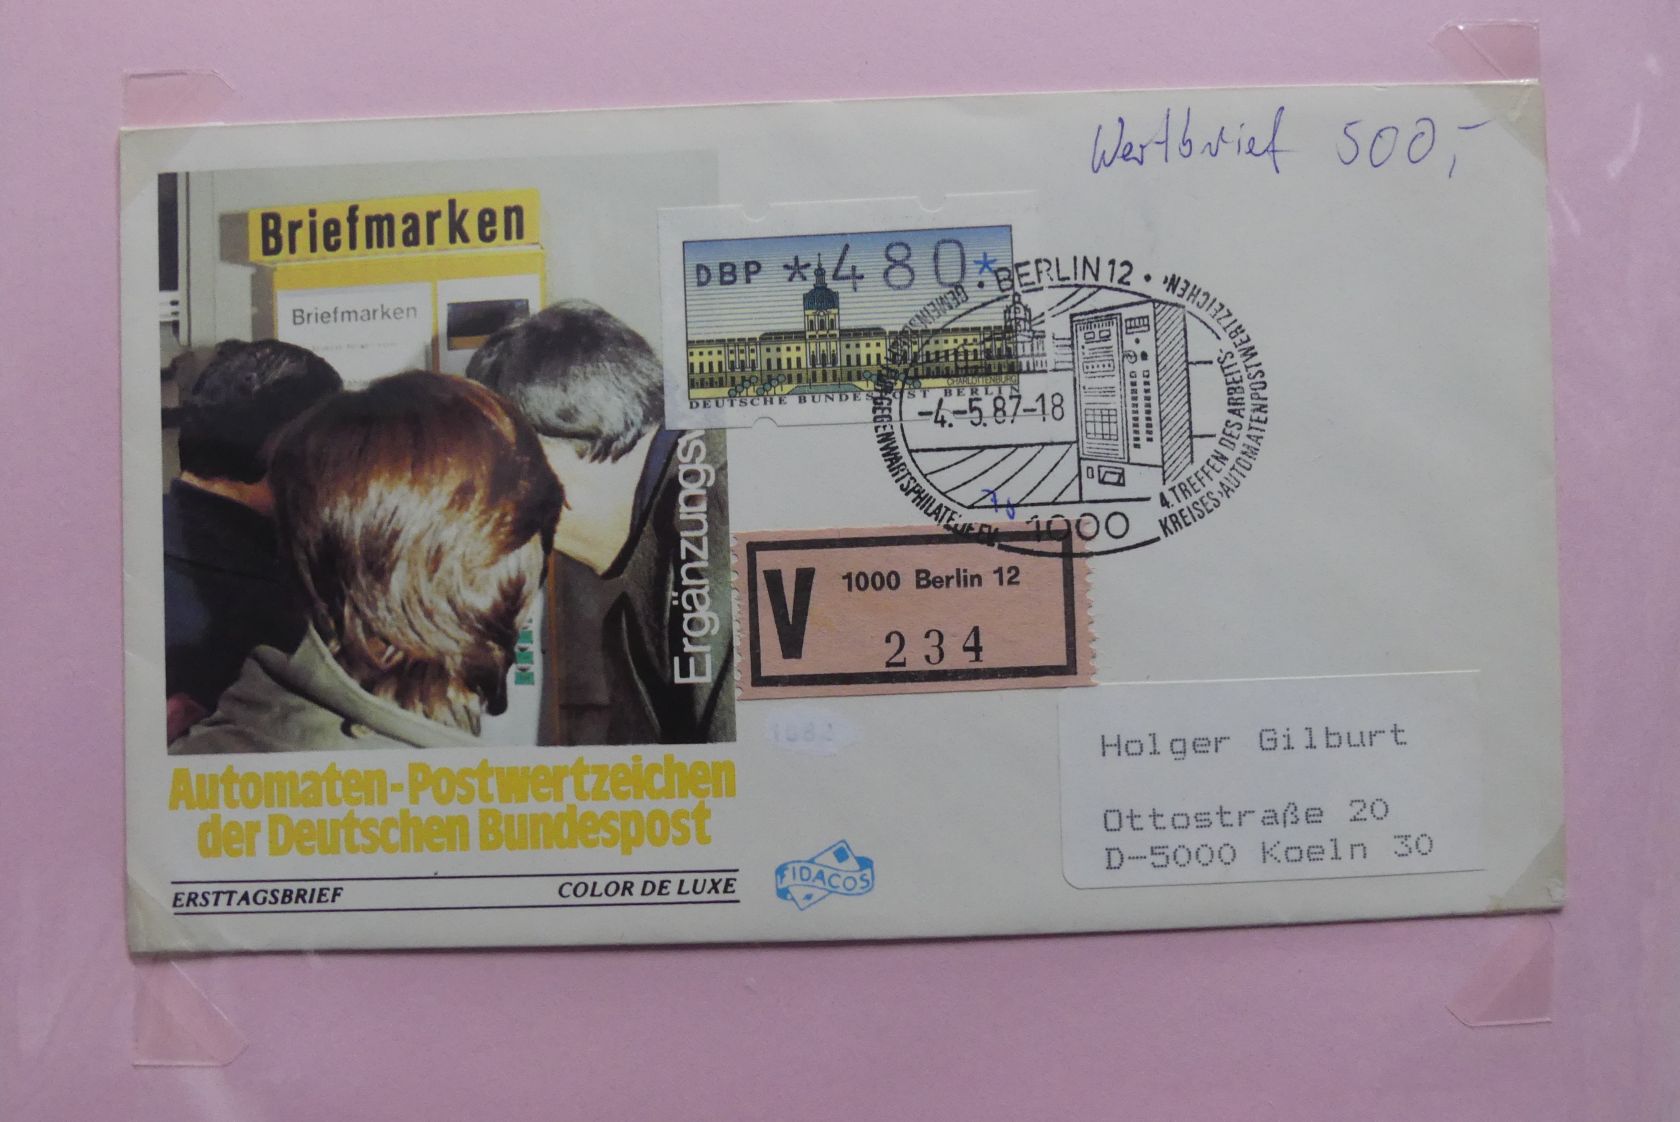 Wertbrief 500,-
Briefmarken
Briefmarken
DBP *480*
CHARLOTTENBURG
DEUTSCHE BUNDESPOST BERLIN
BERLIN 12
-4.-5.87-18
1000
4. TREFFEN DES ARBEITS-
KREISES »AUTOMATENPOSTWERTZEICHEN«
Ergänzungs
V
1000 Berlin 12
234
1682
Holger Gilburt
Ottostraße 20
D-5000 Koeln 30
Automaten-Postwertzeichen
der Deutschen Bundespost
ERSTTAGSBRIEF
COLOR DE LUXE
FIDACOS